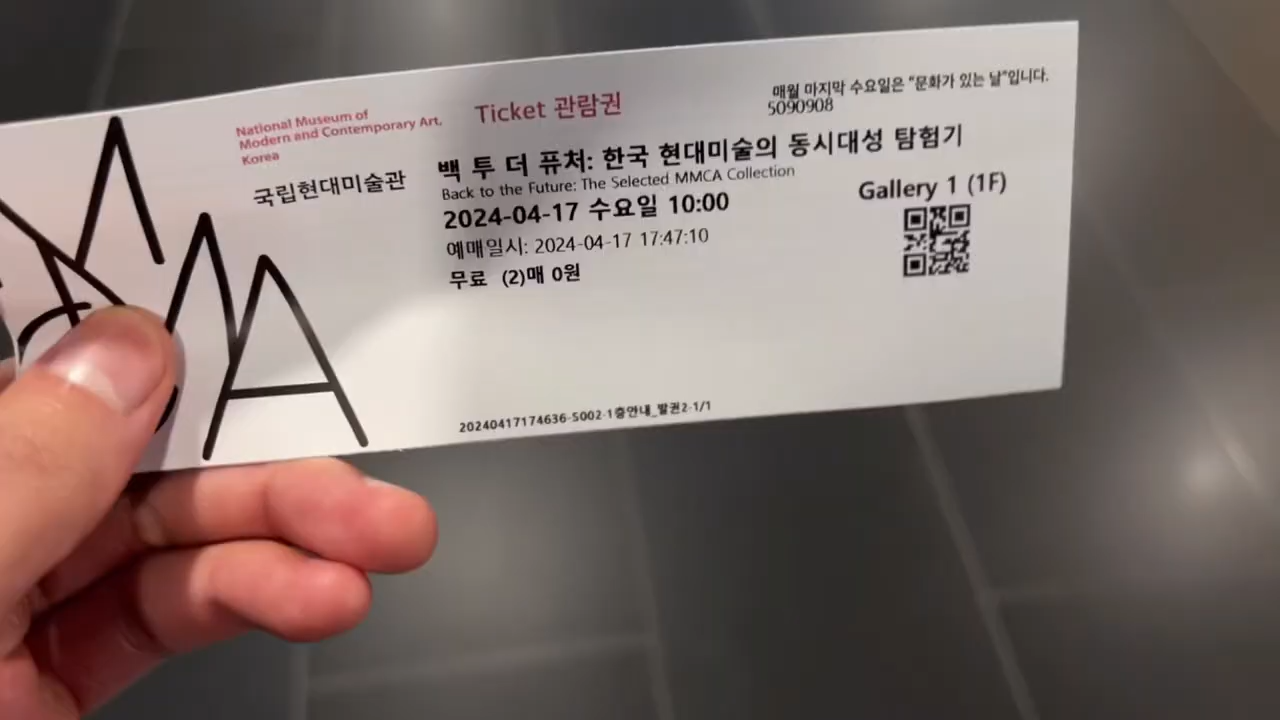 National Museum of
Modern and Contemporary Art,
Korea
국립현대미술관
Ticket 관람권
매월 마지막 수요일은 "문화가 있는 날"입니다.
5090908
백 투 더 퓨처: 한국 현대미술의 동시대성 탐험기
Back to the Future: The Selected MMCA Collection
2024-04-17 수요일 10:00
예매일시: 2024-04-17 17:47:10
무료 (2)매 0원
Gallery 1 (1F)
20240417174636-5002-1층안내_발권2-1/1